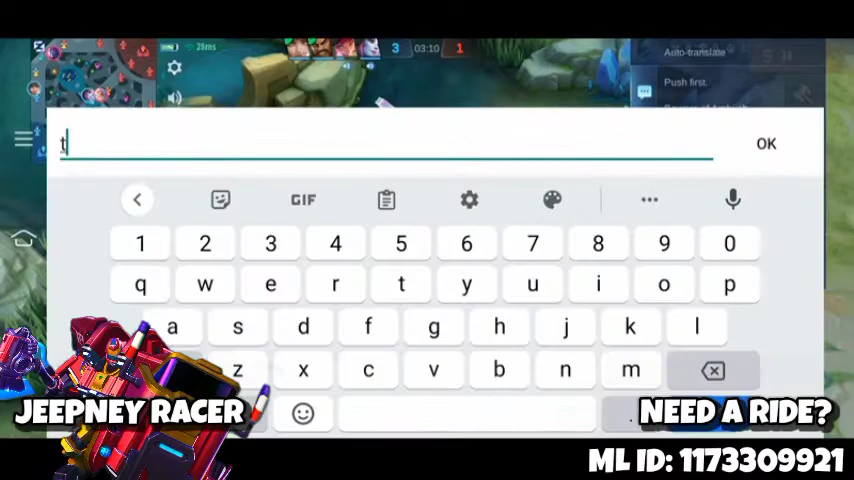 28ms
3 03:10 1
Auto-translate
Push first.
t
OK
GIF
1 2 3 4 5 6 7 8 9 0
q w e r t y u i o p
a s d f g h j k l
z x c v b n m
.
JEEPNEY RACER
NEED A RIDE?
ML ID: 1173309921